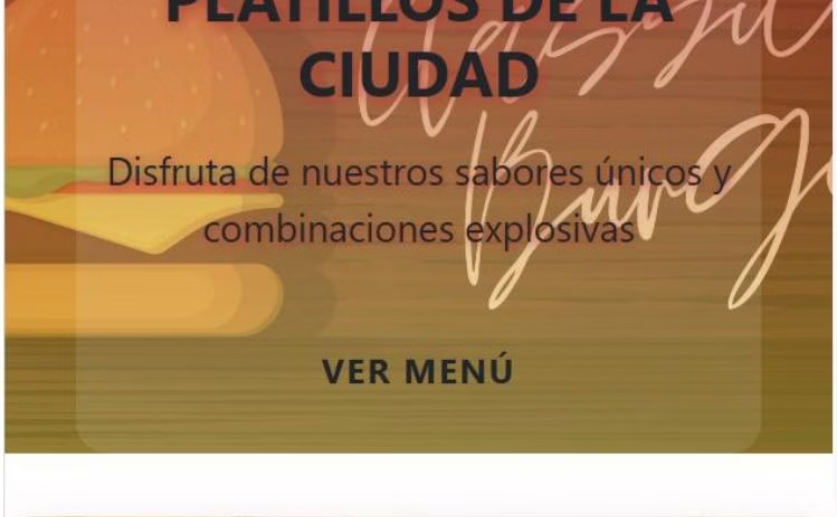 PLATILLOS DE LA
CIUDAD
Disfruta de nuestros sabores únicos y
combinaciones explosivas
VER MENÚ